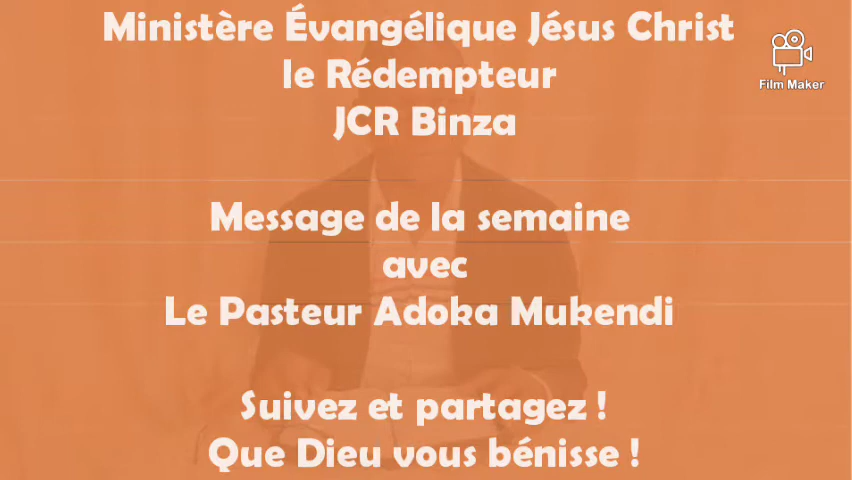 Ministère Évangélique Jésus Christ
le Rédempteur
JCR Binza
Film Maker
Message de la semaine
avec
Le Pasteur Adoka Mukendi
Suivez et partagez !
Que Dieu vous bénisse !